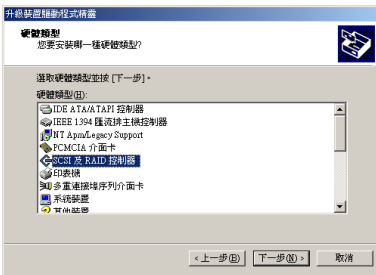 升級裝置驅動程式精靈
硬體類型
您要安裝哪一種硬體類型?
選取硬體類型並按 [下一步]。
硬體類型(H):
IDE ATA/ATAPI 控制器
IEEE 1394 匯流排主機控制器
NT Apm/Legacy Support
PCMCIA 介面卡
SCSI 及 RAID 控制器
印表機
多重連接埠序列介面卡
系統裝置
其他裝置
< 上一步(B)
下一步(N) >
取消